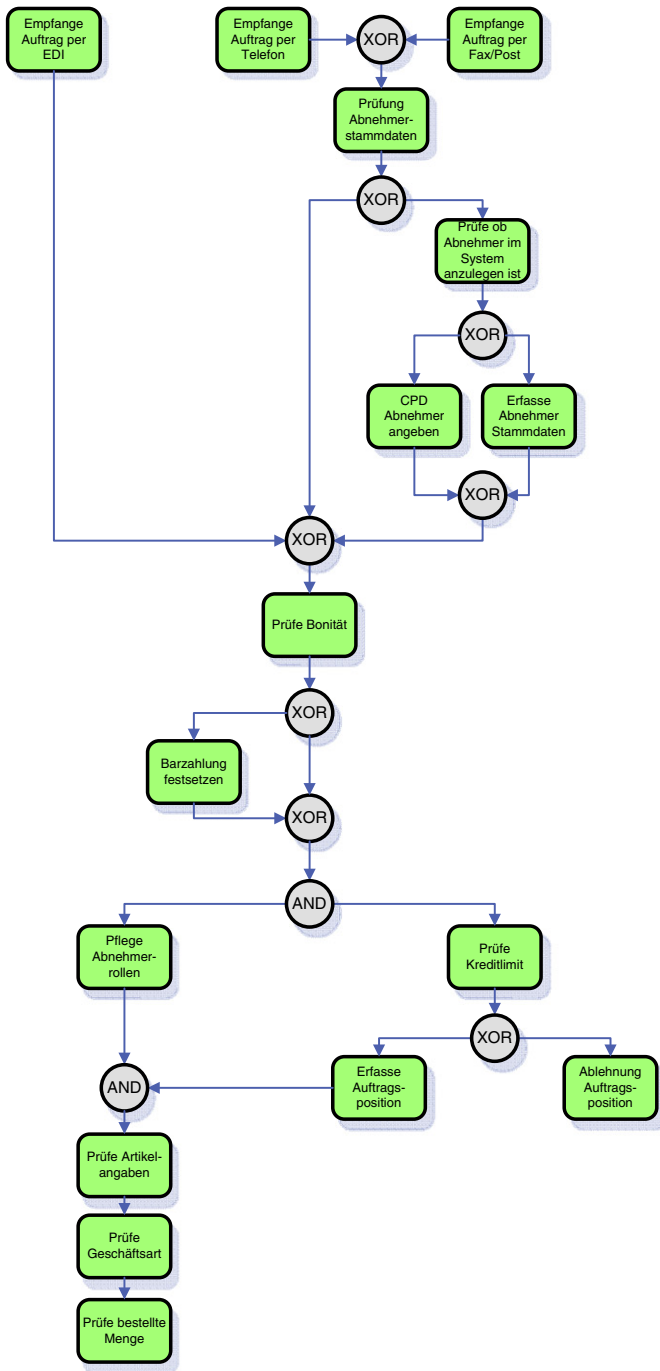 Empfange
Auftrag per
EDI
Empfange
Auftrag per
Telefon
XOR
Empfange
Auftrag per
Fax/Post
Prüfung
Abnehmer-
stammdaten
XOR
Prüfe ob
Abnehmer im
System
anzulegen ist
XOR
CPD
Abnehmer
angeben
Erfasse
Abnehmer
Stammdaten
XOR
XOR
Prüfe Bonität
XOR
Barzahlung
festsetzen
XOR
AND
Pflege
Abnehmer-
rollen
Prüfe
Kreditlimit
XOR
AND
Erfasse
Auftrags-
position
Ablehnung
Auftrags-
position
Prüfe Artikel-
angaben
Prüfe
Geschäftsart
Prüfe bestellte
Menge